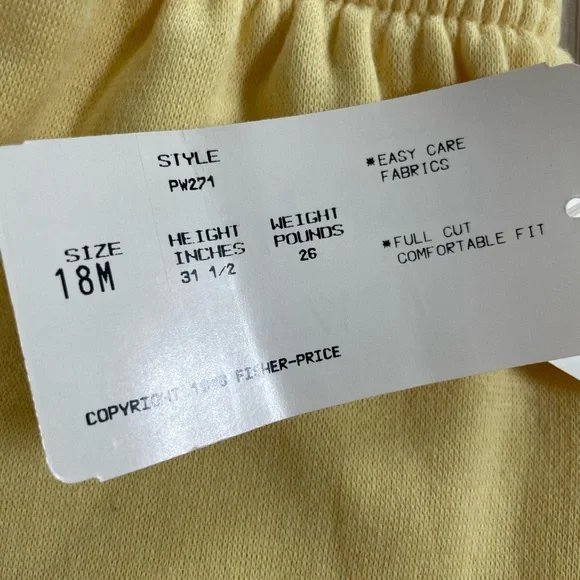 STYLE
PW271
SIZE
18M
HEIGHT
INCHES
31 1/2
WEIGHT
POUNDS
26
*EASY CARE
FABRICS
*FULL CUT
COMFORTABLE FIT
COPYRIGHT FISHER-PRICE